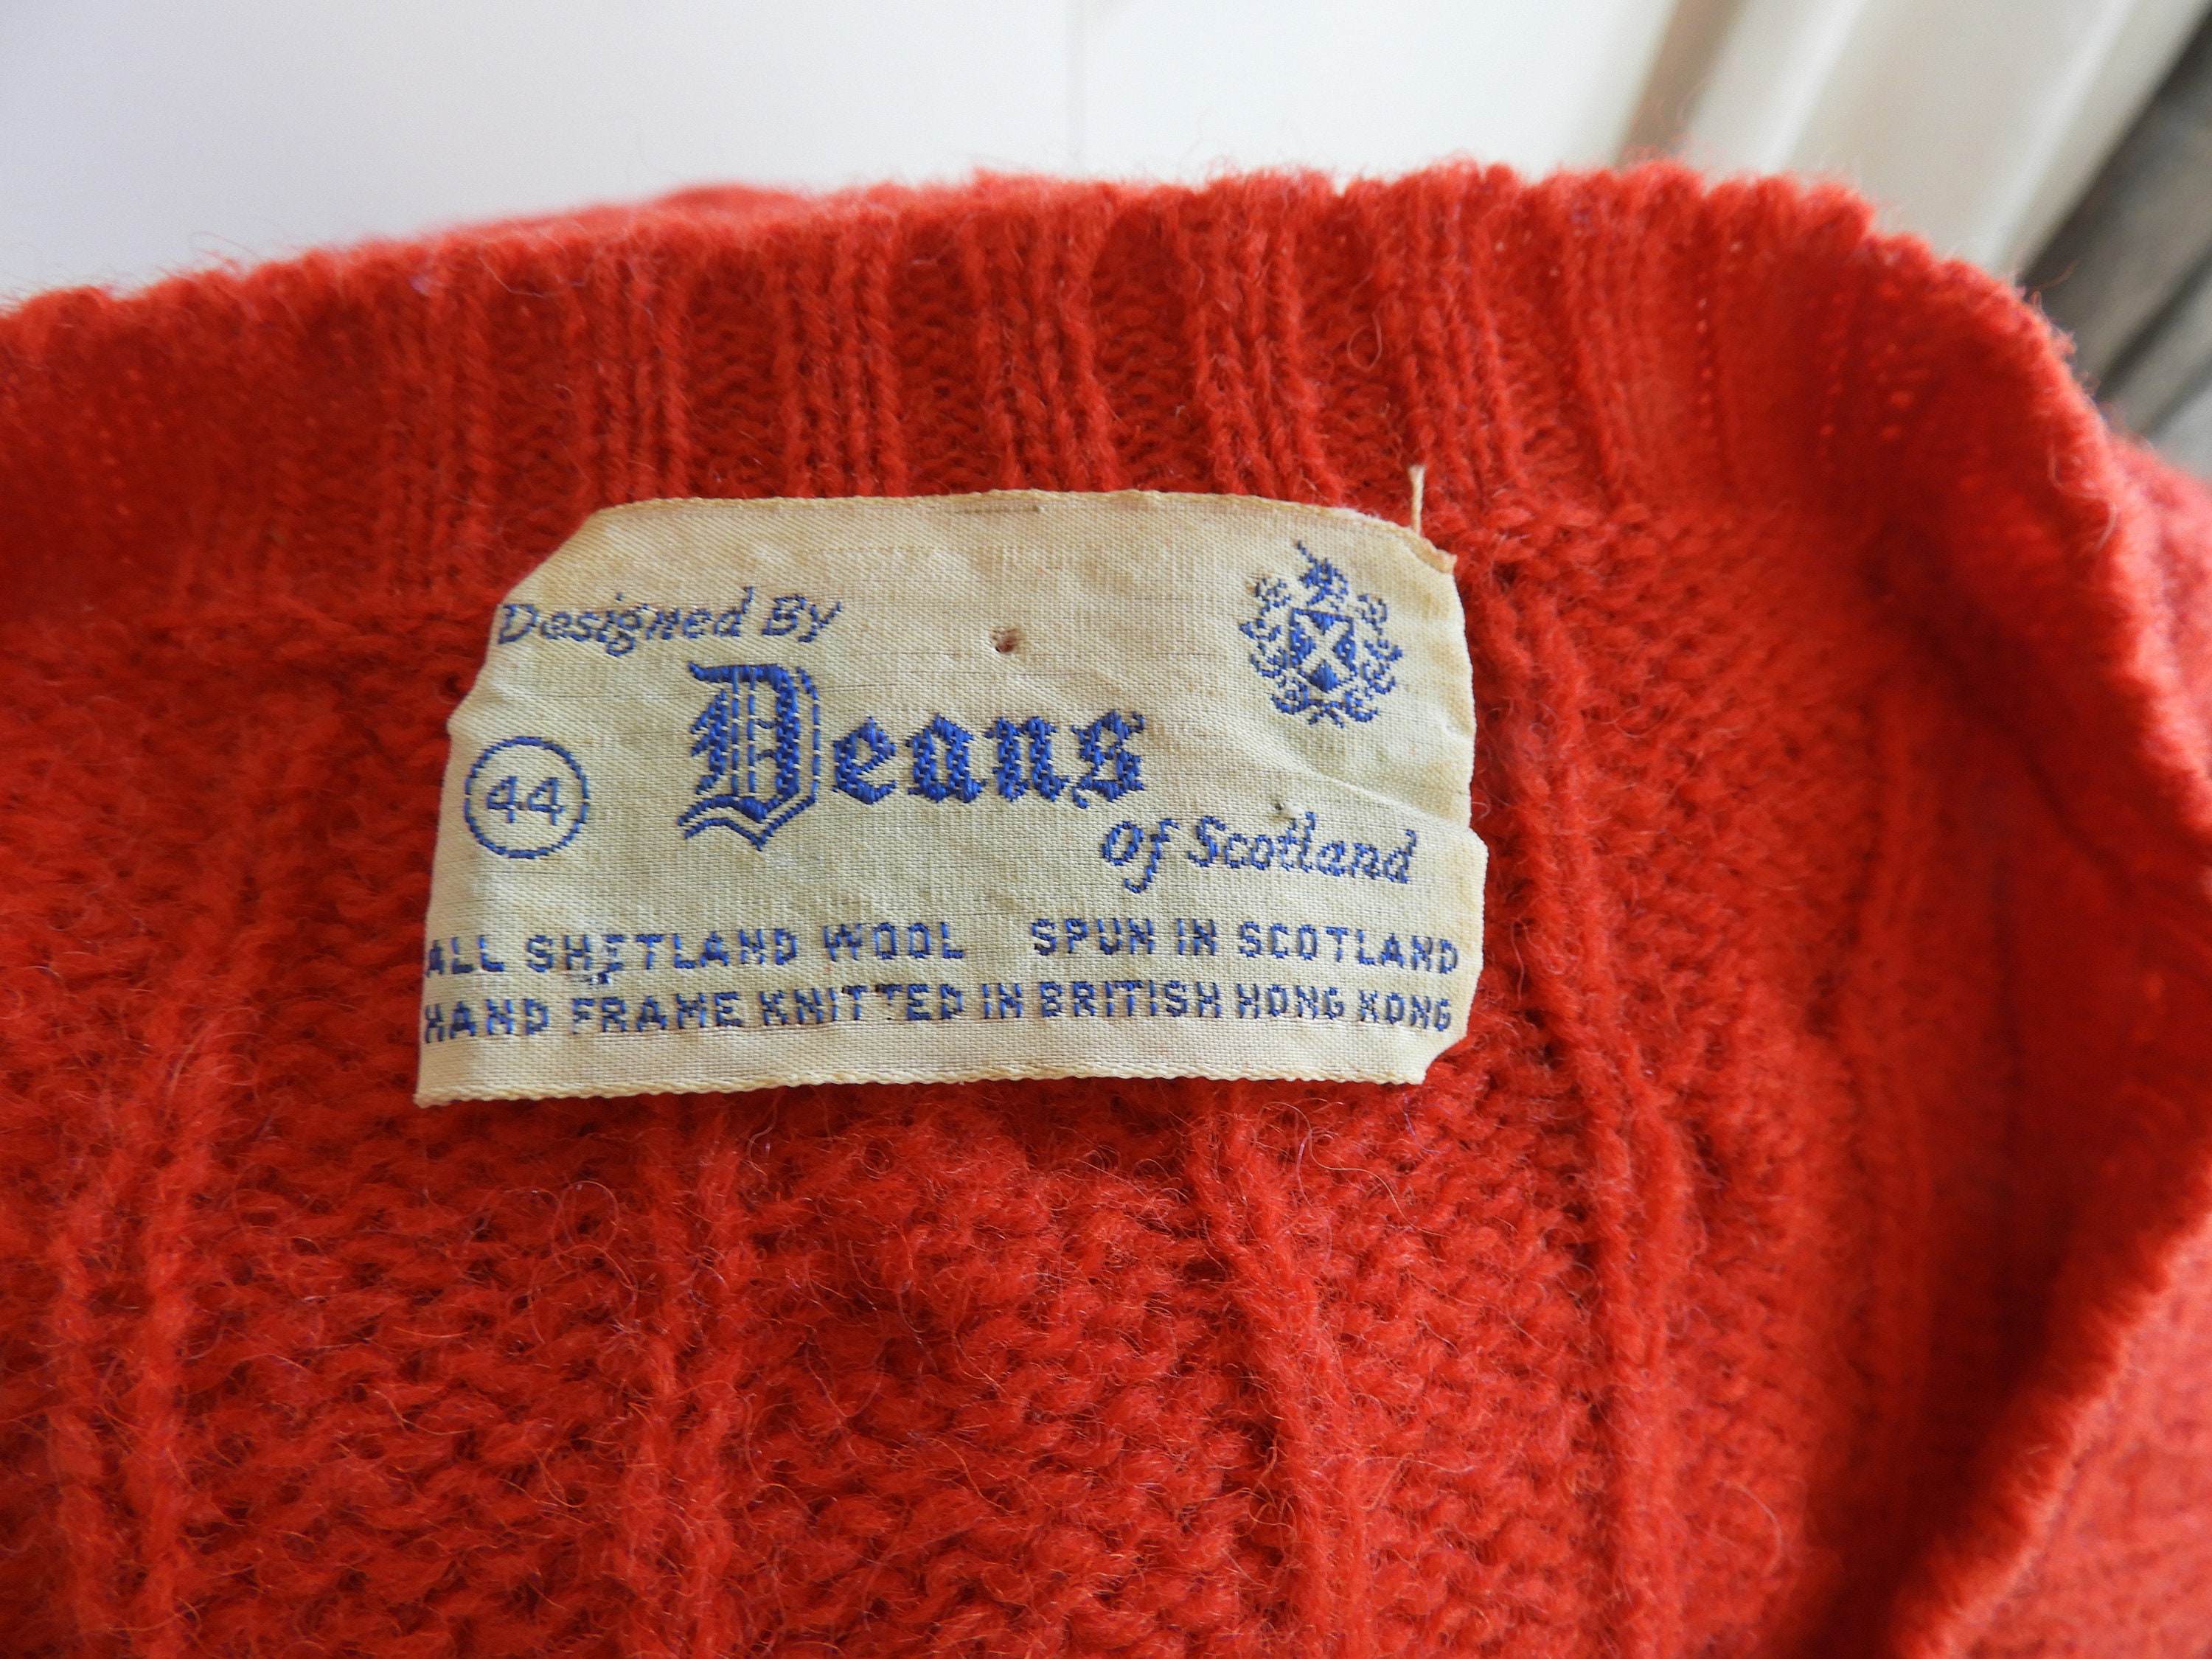 Designed By
44
Deans
Of Scotland
ALL SHETLAND WOOL SPUN IN SCOTLAND
HAND FRAME KNITTED IN BRITISH HONG KONG